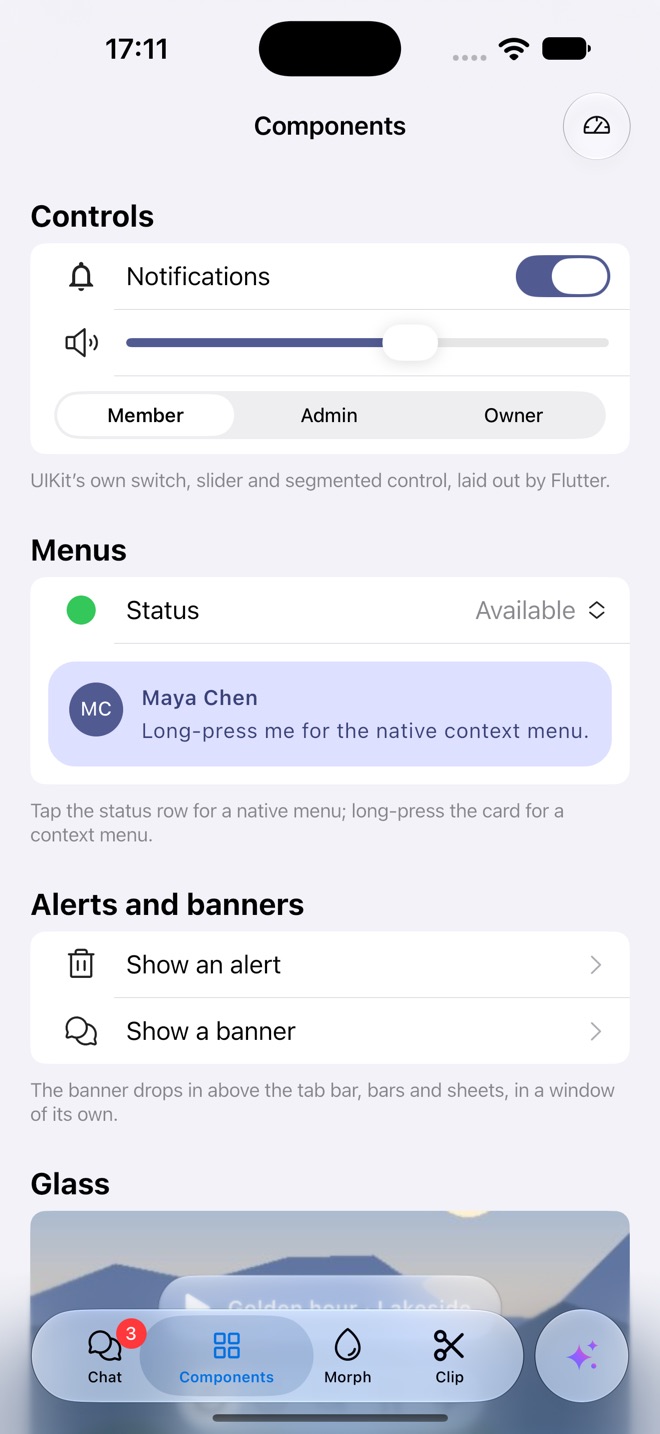 17:11
Components
Controls
Notifications
Member Admin Owner
UIKit’s own switch, slider and segmented control, laid out by Flutter.
Menus
Status Available
MC
Maya Chen
Long-press me for the native context menu.
Tap the status row for a native menu; long-press the card for a
context menu.
Alerts and banners
Show an alert
Show a banner
The banner drops in above the tab bar, bars and sheets, in a window
of its own.
Glass
Golden hour · Lakeside
3
Chat Components Morph Clip